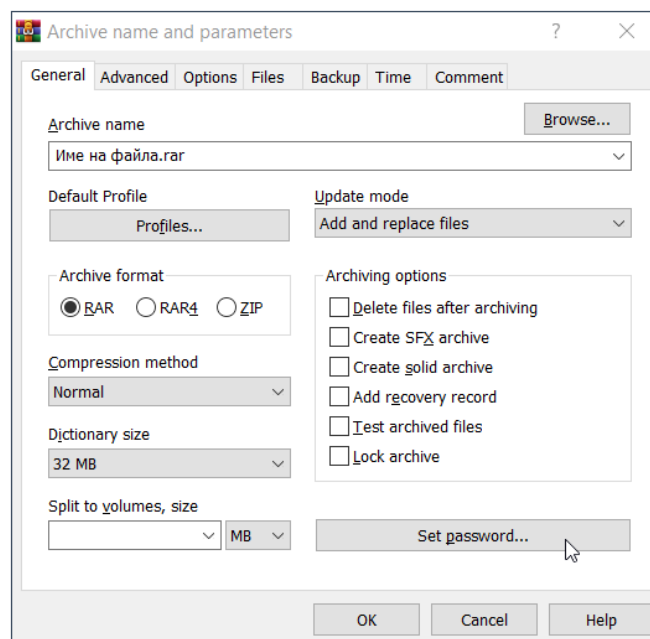 Archive name and parameters
General Advanced Options Files Backup Time Comment
Archive name
Browse...
Име на файла.rar
Default Profile
Profiles...
Update mode
Add and replace files
Archive format
RAR RAR4 ZIP
Compression method
Normal
Dictionary size
32 MB
Split to volumes, size
MB
Archiving options
Delete files after archiving
Create SFX archive
Create solid archive
Add recovery record
Test archived files
Lock archive
Set password...
OK Cancel Help